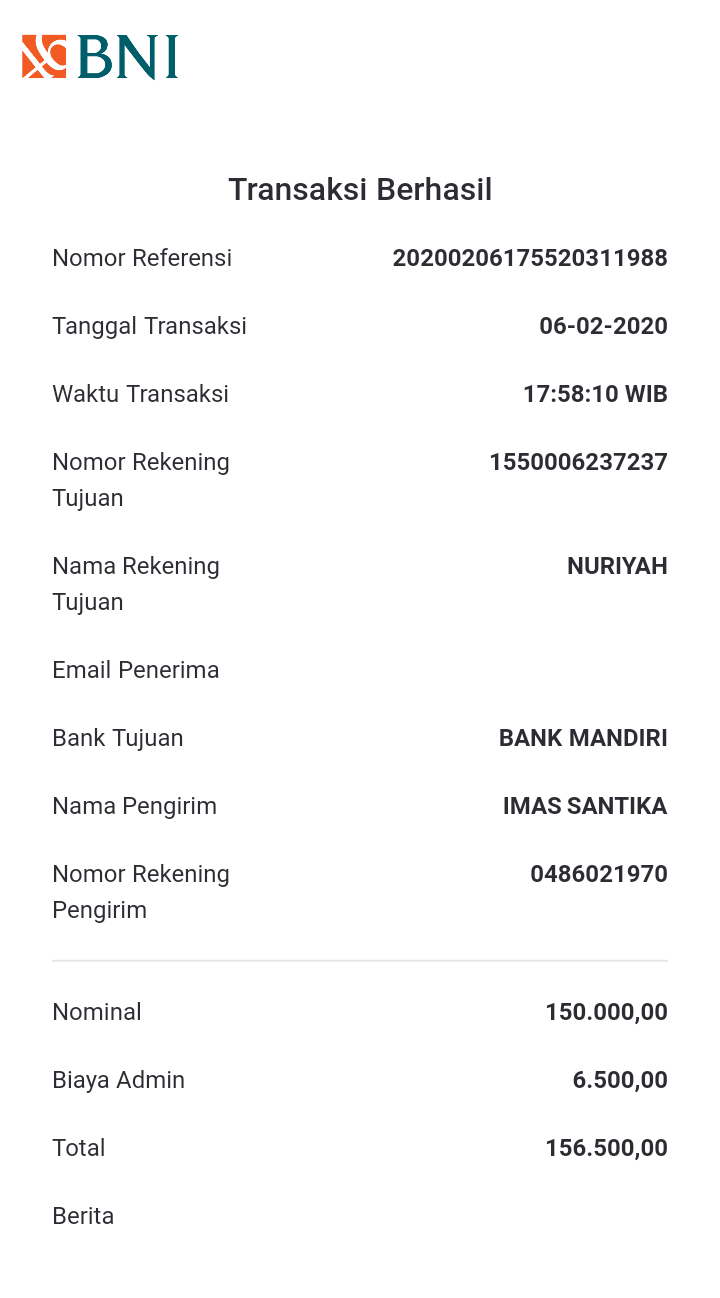 BNI
Transaksi Berhasil
Nomor Referensi 20200206175520311988
Tanggal Transaksi 06-02-2020
Waktu Transaksi 17:58:10 WIB
Nomor Rekening 1550006237237
Tujuan
Nama Rekening NURIYAH
Tujuan
Email Penerima
Bank Tujuan BANK MANDIRI
Nama Pengirim IMAS SANTIKA
Nomor Rekening 0486021970
Pengirim
Nominal 150.000,00
Biaya Admin 6.500,00
Total 156.500,00
Berita